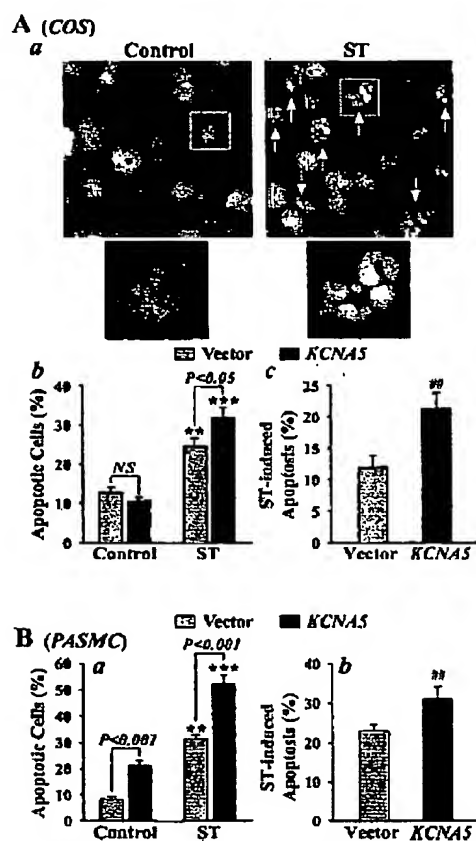 A (COS)
a Control ST
b Vector KCNA5 c
Apoptotic Cells (%)
40
30
20
10
0
NS
P<0.05
**
***
Control ST
ST-induced
Apoptosis (%)
25
20
15
10
5
0
##
Vector KCNA5
B (PASMC) Vector KCNA5
a
Apoptotic Cells (%)
60
50
40
30
20
10
0
P<0.001
P<0.001
**
***
Control ST
b
ST-induced
Apoptosis (%)
40
30
20
10
0
##
Vector KCNA5